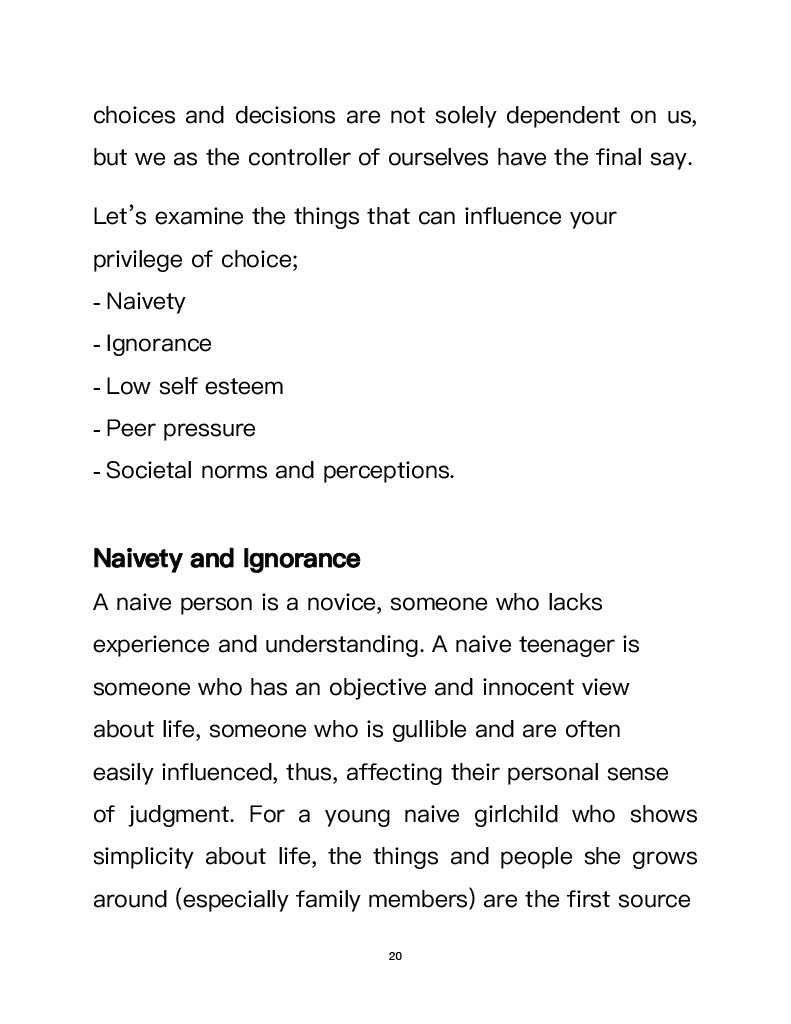 choices and decisions are not solely dependent on us,
but we as the controller of ourselves have the final say.
Let’s examine the things that can influence your
privilege of choice;
- Naivety
- Ignorance
- Low self esteem
- Peer pressure
- Societal norms and perceptions.
Naivety and Ignorance
A naive person is a novice, someone who lacks
experience and understanding. A naive teenager is
someone who has an objective and innocent view
about life, someone who is gullible and are often
easily influenced, thus, affecting their personal sense
of judgment. For a young naive girlchild who shows
simplicity about life, the things and people she grows
around (especially family members) are the first source
20